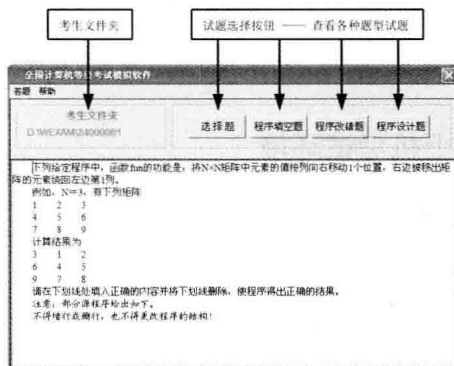 考生文件夹
试题选择按钮 —— 查看各种题型试题
全国计算机等级考试模拟软件
答题 帮助
考生文件夹
D:\WEXAM\24000001
选择题 程序填空题 程序改错题 程序设计题
下列给定程序中，函数fun的功能是：将N×N矩阵中元素的值按列向右移动1个位置，右边被移出矩
阵的元素绕回左边第1列。
例如，N=3，有下列矩阵
1 2 3
4 5 6
7 8 9
计算结果为
3 1 2
6 4 5
9 7 8
请在下划线处填入正确的内容并将下划线删除，使程序得出正确的结果。
注意：部分源程序给出如下。
不得增行或删行，也不得更改程序的结构！